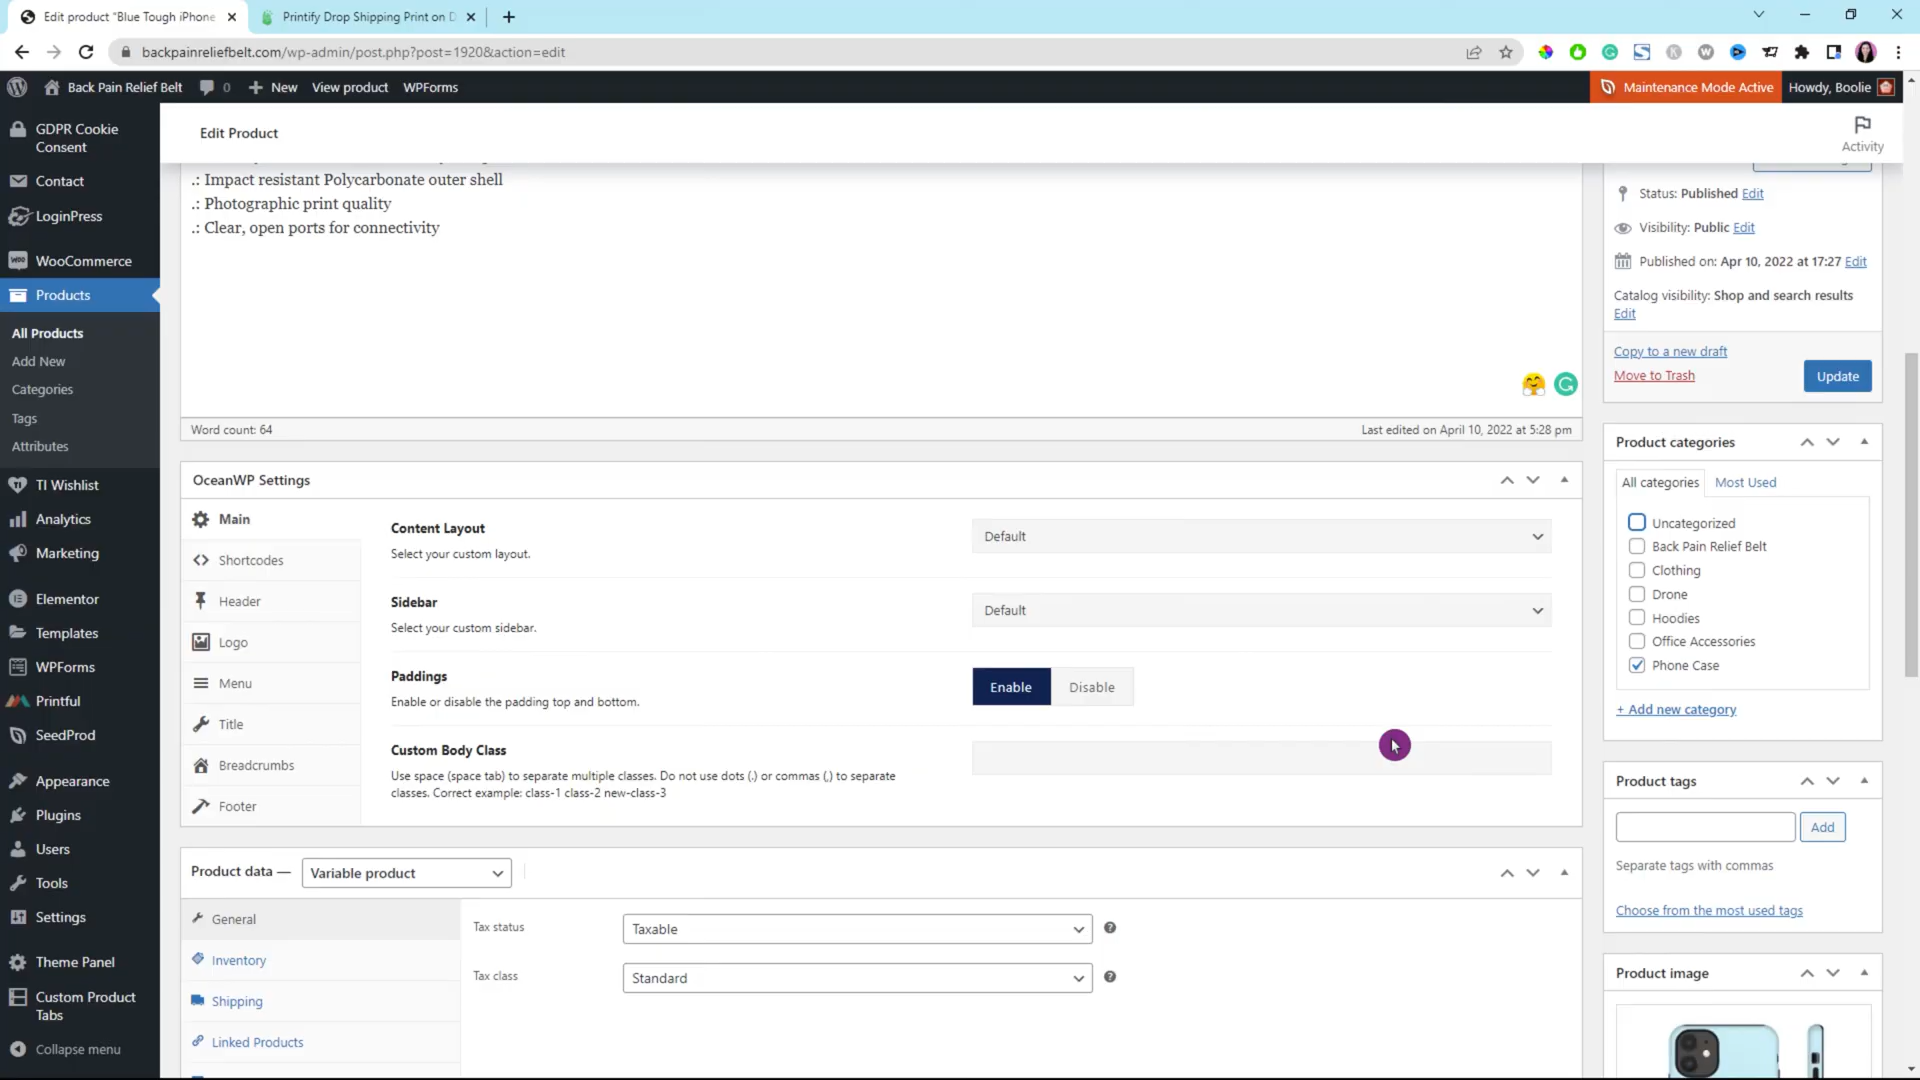 Edit product "Blue Tough iPhone
Printify Drop Shipping Print on D
backpainreliefbelt.com/wp-admin/post.php?post=1920&action=edit
Back Pain Relief Belt
0
New
View product
WPForms
Maintenance Mode Active
Howdy, Boolie
GDPR Cookie
Consent
Contact
LoginPress
WooCommerce
Products
All Products
Add New
Categories
Tags
Attributes
TI Wishlist
Analytics
Marketing
Elementor
Templates
WPForms
Printful
SeedProd
Appearance
Plugins
Users
Tools
Settings
Theme Panel
Custom Product
Tabs
Collapse menu
Edit Product
Activity
.: Impact resistant Polycarbonate outer shell
.: Photographic print quality
.: Clear, open ports for connectivity
Word count: 64
Last edited on April 10, 2022 at 5:28 pm
OceanWP Settings
Main
Shortcodes
Header
Logo
Menu
Title
Breadcrumbs
Footer
Content Layout
Select your custom layout.
Default
Sidebar
Select your custom sidebar.
Default
Paddings
Enable or disable the padding top and bottom.
Enable
Disable
Custom Body Class
Use space (space tab) to separate multiple classes. Do not use dots (.) or commas (,) to separate
classes. Correct example: class-1 class-2 new-class-3
Product data —
Variable product
General
Inventory
Shipping
Linked Products
Tax status
Taxable
Tax class
Standard
Status: Published Edit
Visibility: Public Edit
Published on: Apr 10, 2022 at 17:27 Edit
Catalog visibility: Shop and search results
Edit
Copy to a new draft
Move to Trash
Update
Product categories
All categories
Most Used
Uncategorized
Back Pain Relief Belt
Clothing
Drone
Hoodies
Office Accessories
Phone Case
+ Add new category
Product tags
Add
Separate tags with commas
Choose from the most used tags
Product image